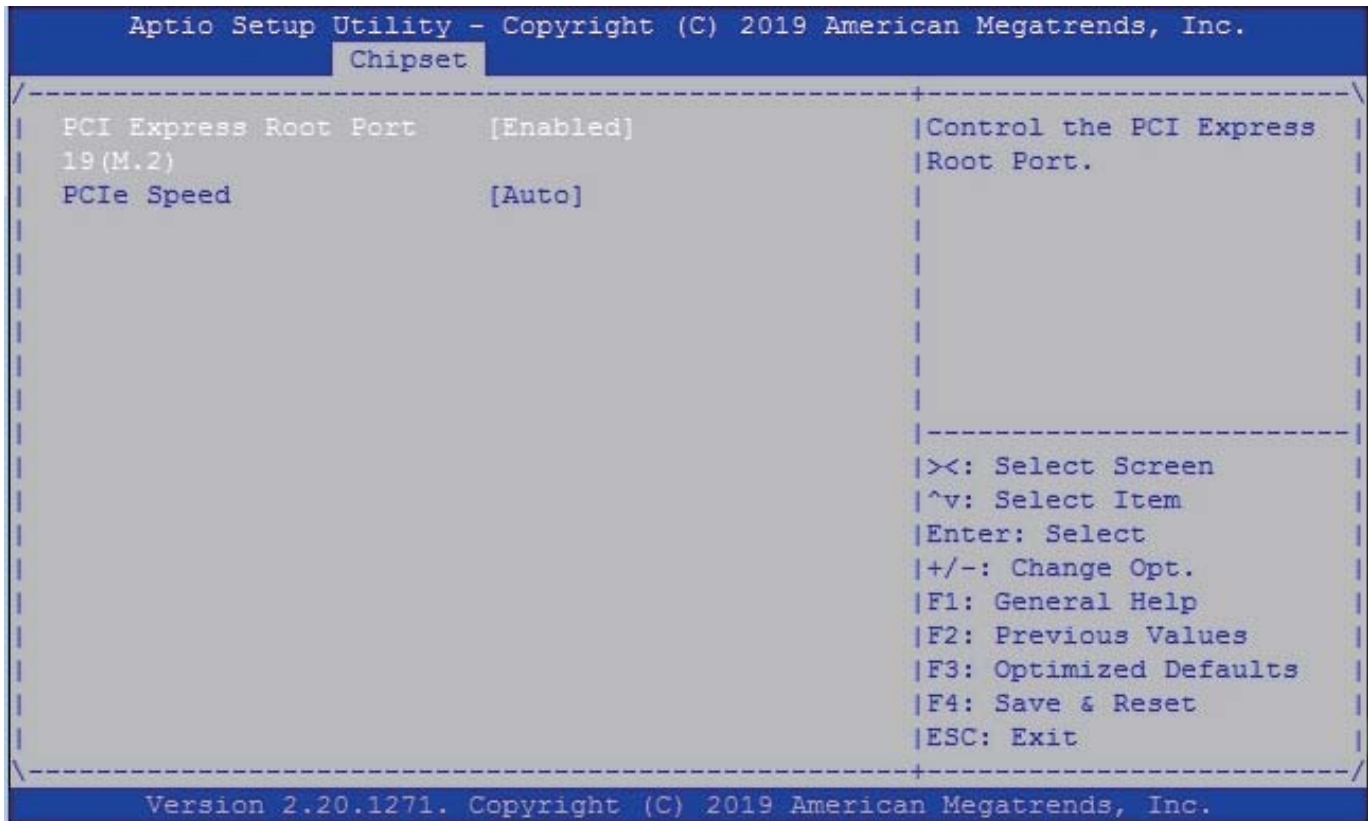 Aptio Setup Utility - Copyright (C) 2019 American Megatrends, Inc.
Chipset
PCI Express Root Port [Enabled]
19(M.2)
PCIe Speed [Auto]
Control the PCI Express
Root Port.
><: Select Screen
^v: Select Item
Enter: Select
+/-: Change Opt.
F1: General Help
F2: Previous Values
F3: Optimized Defaults
F4: Save & Reset
ESC: Exit
Version 2.20.1271. Copyright (C) 2019 American Megatrends, Inc.